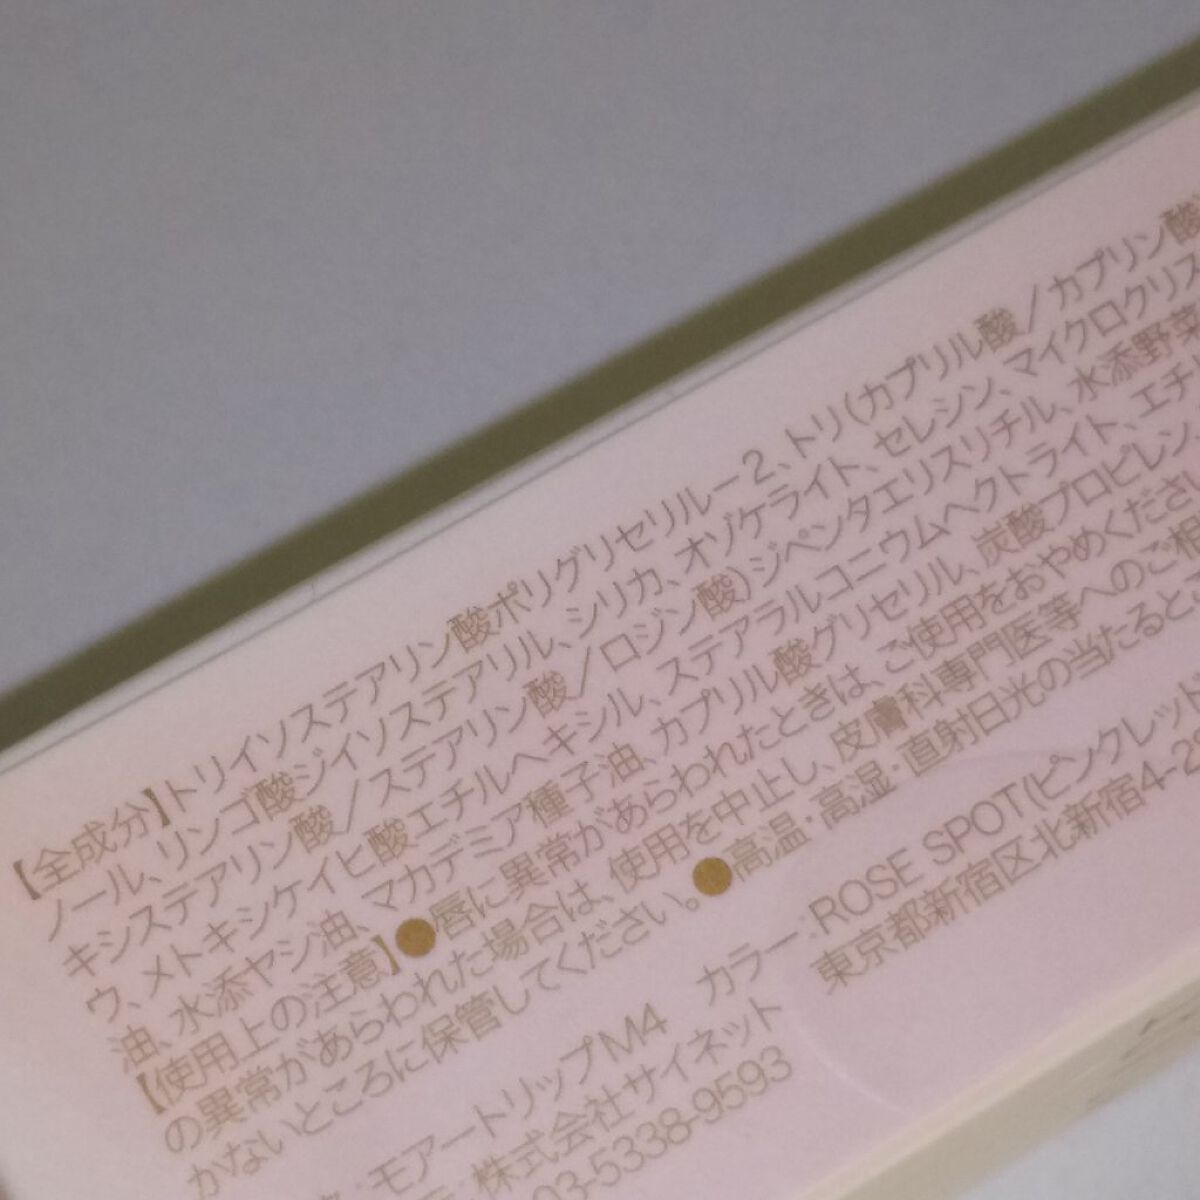 【全成分】トリイソステアリン酸ポリグリセリル－2、トリ(カプリル酸／カプリン酸
ノール、リンゴ酸ジイソステアリル、シリカ、オゾケライト、セレシン、マイクロクリス
キシステアリン酸／ステアリン酸／ロジン酸)ジペンタエリスリチル、水添野菜
ウ、メトキシケイヒ酸エチルヘキシル、ステアラルコニウムヘクトライト、エチ
油、水添ヤシ油、マカデミア種子油、カプリル酸グリセリル、炭酸プロピレン
【使用上の注意】●唇に異常があらわれたときは、ご使用をおやめくださ
の異常があらわれた場合は、使用を中止し、皮膚科専門医等へのご相
かないところに保管してください。●高温・高湿・直射日光の当たると
モアートリップM4 カラー:ROSE SPOT(ピンクレッド
株式会社サイネット 東京都新宿区北新宿4-2
03-5338-9593